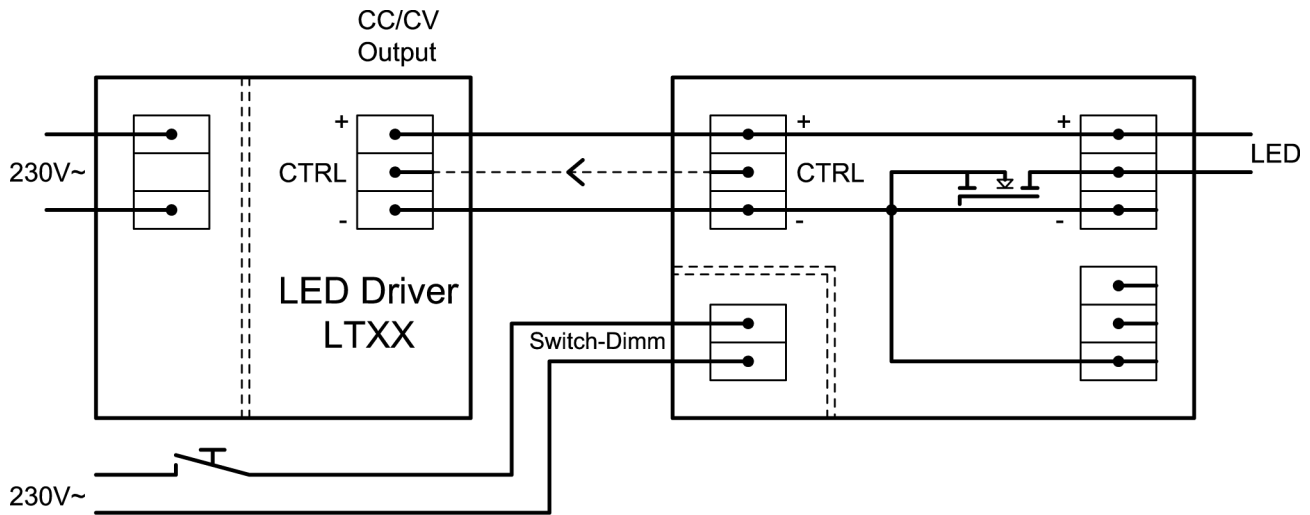 CC/CV
Output
+
+
+
230V~
CTRL
CTRL
LED
-
-
-
LED Driver
LTXX
Switch-Dimm
230V~